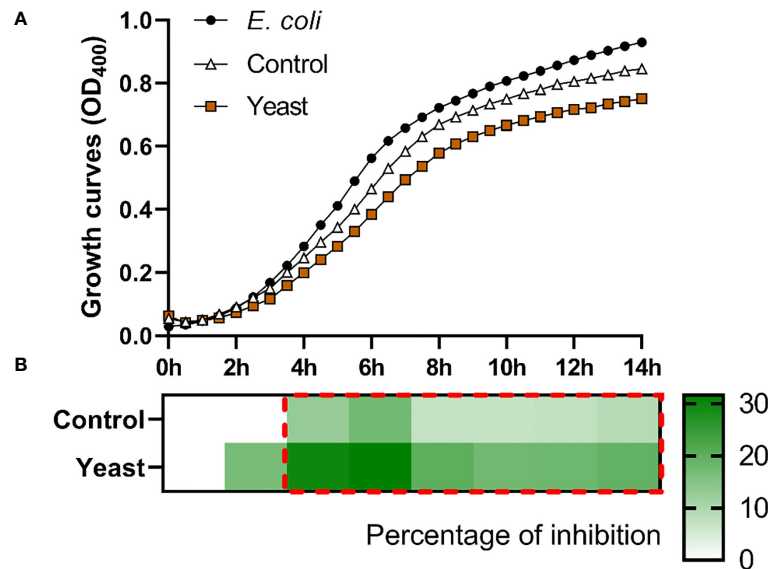 A
Growth curves (OD400)
1.0
0.8
0.6
0.4
0.2
0.0
E. coli
Control
Yeast
0h 2h 4h 6h 8h 10h 12h 14h
B
Control
Yeast
30
20
10
0
Percentage of inhibition